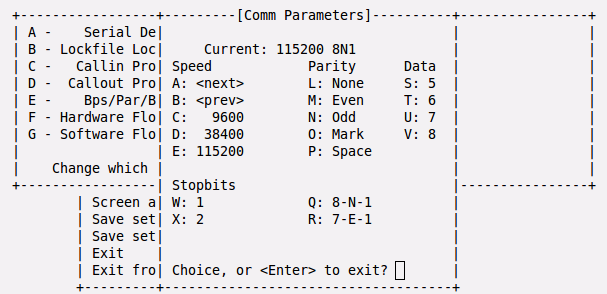 [Comm Parameters]
A - Serial De
B - Lockfile Loc
Current: 115200 8N1
C - Callin Pro
Speed Parity Data
D - Callout Pro
A: <next> L: None S: 5
E - Bps/Par/B
B: <prev> M: Even T: 6
F - Hardware Flo
C: 9600 N: Odd U: 7
G - Software Flo
D: 38400 O: Mark V: 8
E: 115200 P: Space
Change which
Stopbits
Screen a
W: 1 Q: 8-N-1
Save set
X: 2 R: 7-E-1
Save set
Exit
Exit fro
Choice, or <Enter> to exit?